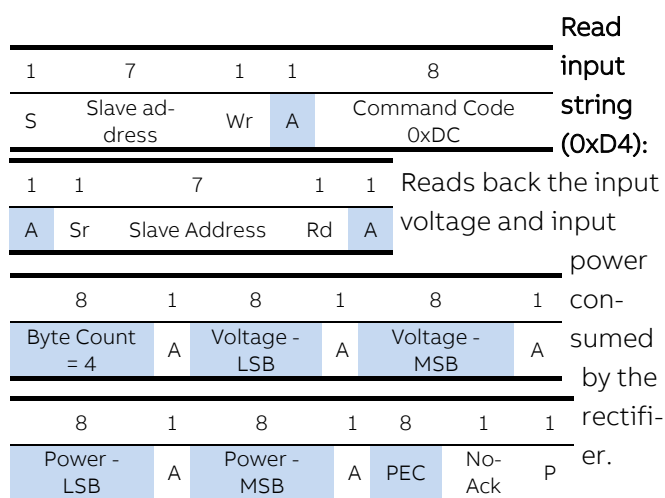 Read input string (0xD4):
Reads back the input voltage and input power con-
sumed by the rectifi-
er.
1 7 1 1 8
S Slave ad-
dress Wr A Command Code
0xDC
1 1 7 1 1
A Sr Slave Address Rd A
8 1 8 1 8 1
Byte Count
= 4 A Voltage -
LSB A Voltage -
MSB A
8 1 8 1 8 1 1
Power -
LSB A Power -
MSB A PEC No-
Ack P